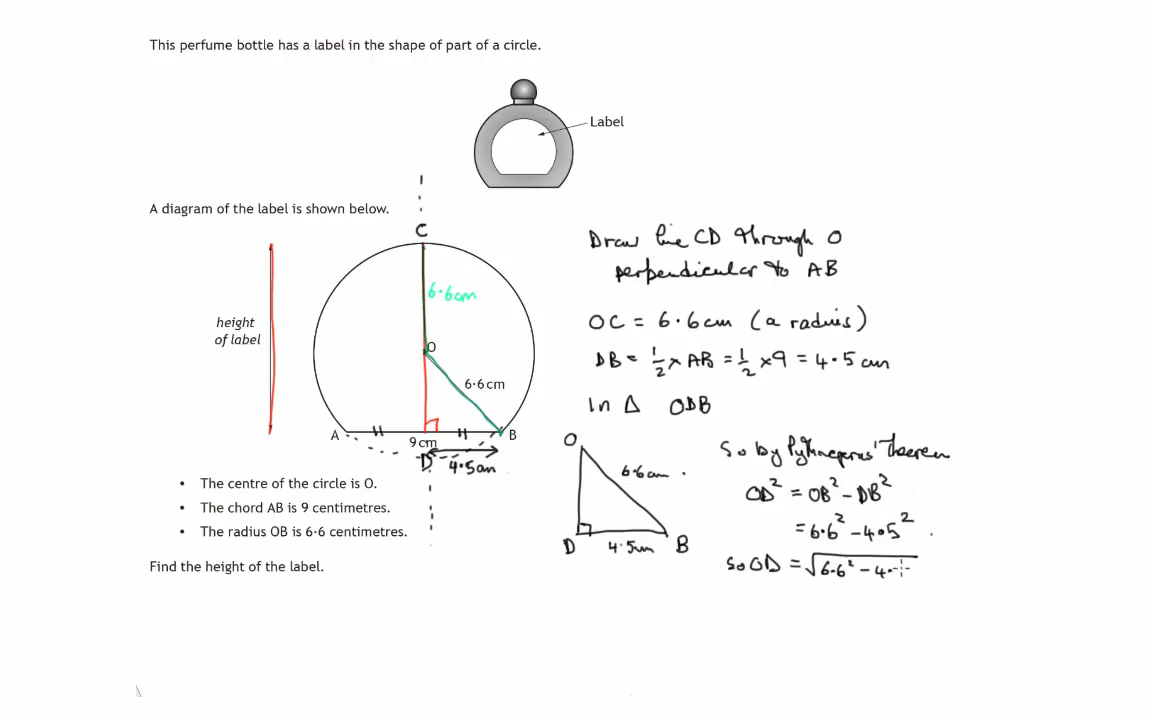 This perfume bottle has a label in the shape of part of a circle.
Label
A diagram of the label is shown below.
C
6.6cm
height
of label
O
6·6 cm
A
9 cm
B
D
4.5cm
• The centre of the circle is O.
• The chord AB is 9 centimetres.
• The radius OB is 6·6 centimetres.
Find the height of the label.
Draw line CD through O
perpendicular to AB
OC = 6.6cm (a radius)
DB = 1/2 × AB = 1/2 × 9 = 4.5 cm
In Δ ODB
O
6.6cm
D
4.5cm
B
So by Pythagoras' Theorem
OD² = OB² − DB²
= 6.6² − 4.5²
So OD = √6.6² − 4.